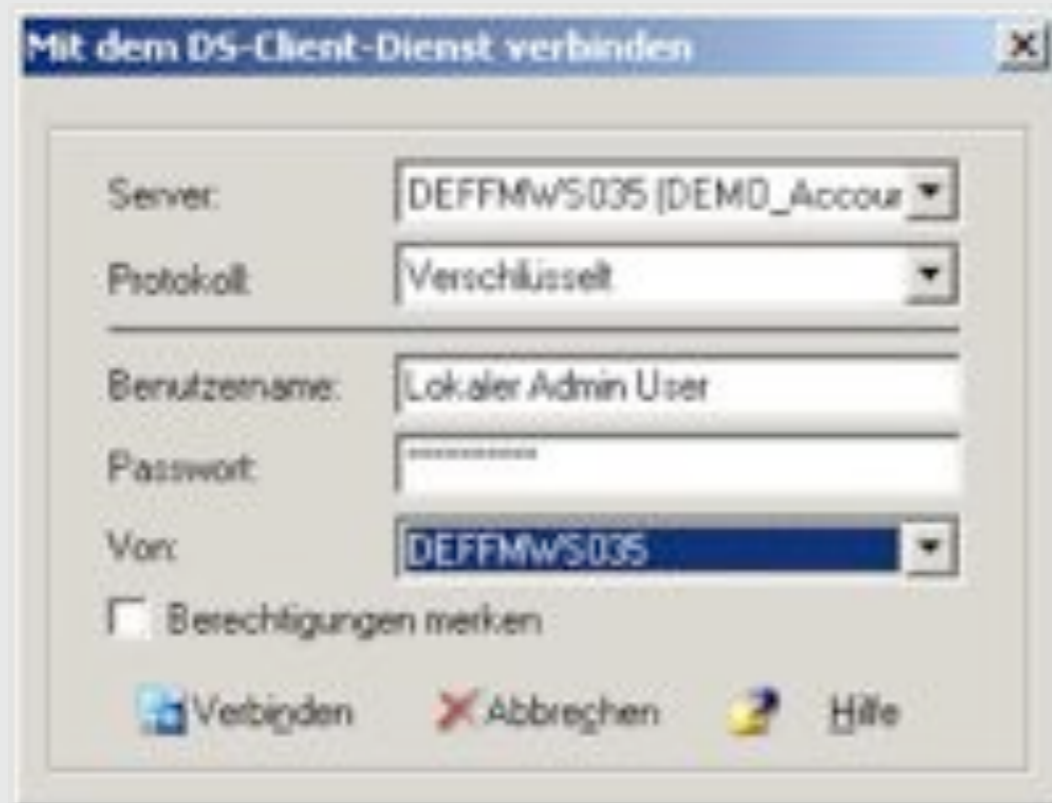 Mit dem DS-Client-Dienst verbinden
Server: DEFFMWS035 (DEMO_Accour
Protokoll: Verschlüsselt
Benutzername: Lokaler Admin User
Passwort: **********
Von: DEFFMWS035
Berechtigungen merken
Verbinden Abbrechen Hilfe